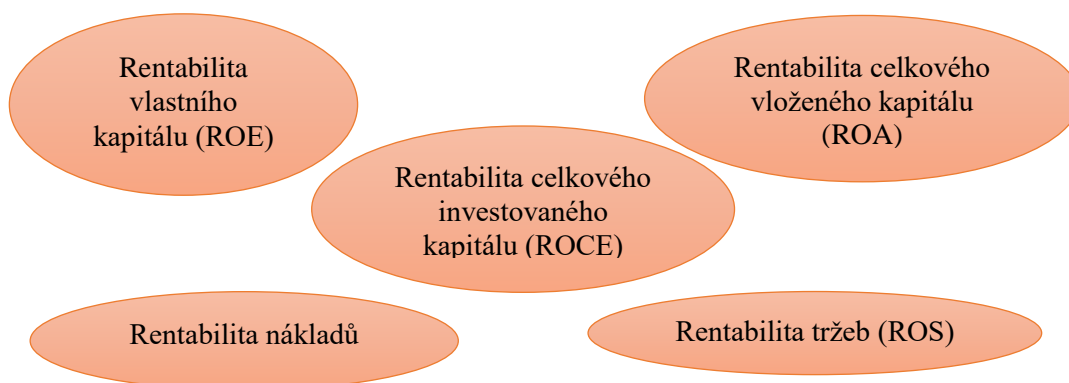 Rentabilita
vlastního
kapitálu (ROE)
Rentabilita celkového
vloženého kapitálu
(ROA)
Rentabilita celkového
investovaného
kapitálu (ROCE)
Rentabilita nákladů
Rentabilita tržeb (ROS)